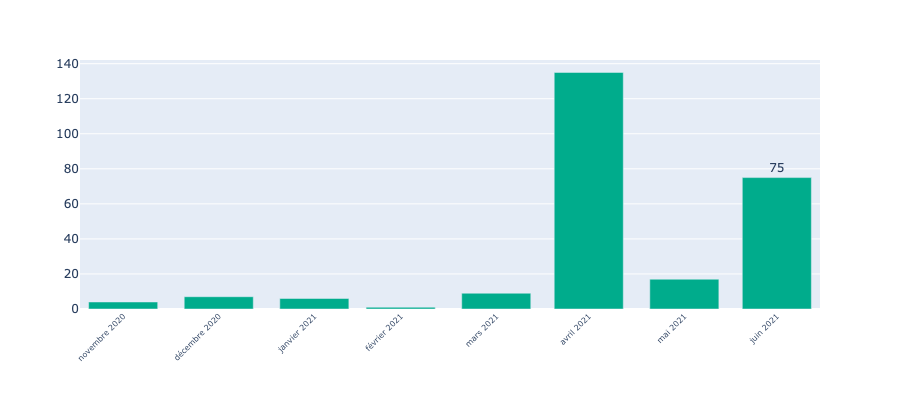 140
120
100
80
60
40
20
0
75
novembre 2020
décembre 2020
janvier 2021
février 2021
mars 2021
avril 2021
mai 2021
juin 2021